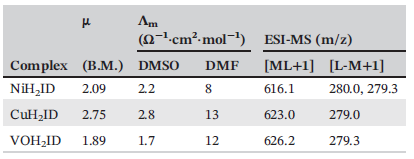 μ Λm
(Ω⁻¹·cm²·mol⁻¹) ESI-MS (m/z)
Complex (B.M.) DMSO DMF [ML+1] [L-M+1]
NiH₂ID 2.09 2.2 8 616.1 280.0, 279.3
CuH₂ID 2.75 2.8 13 623.0 279.0
VOH₂ID 1.89 1.7 12 626.2 279.3